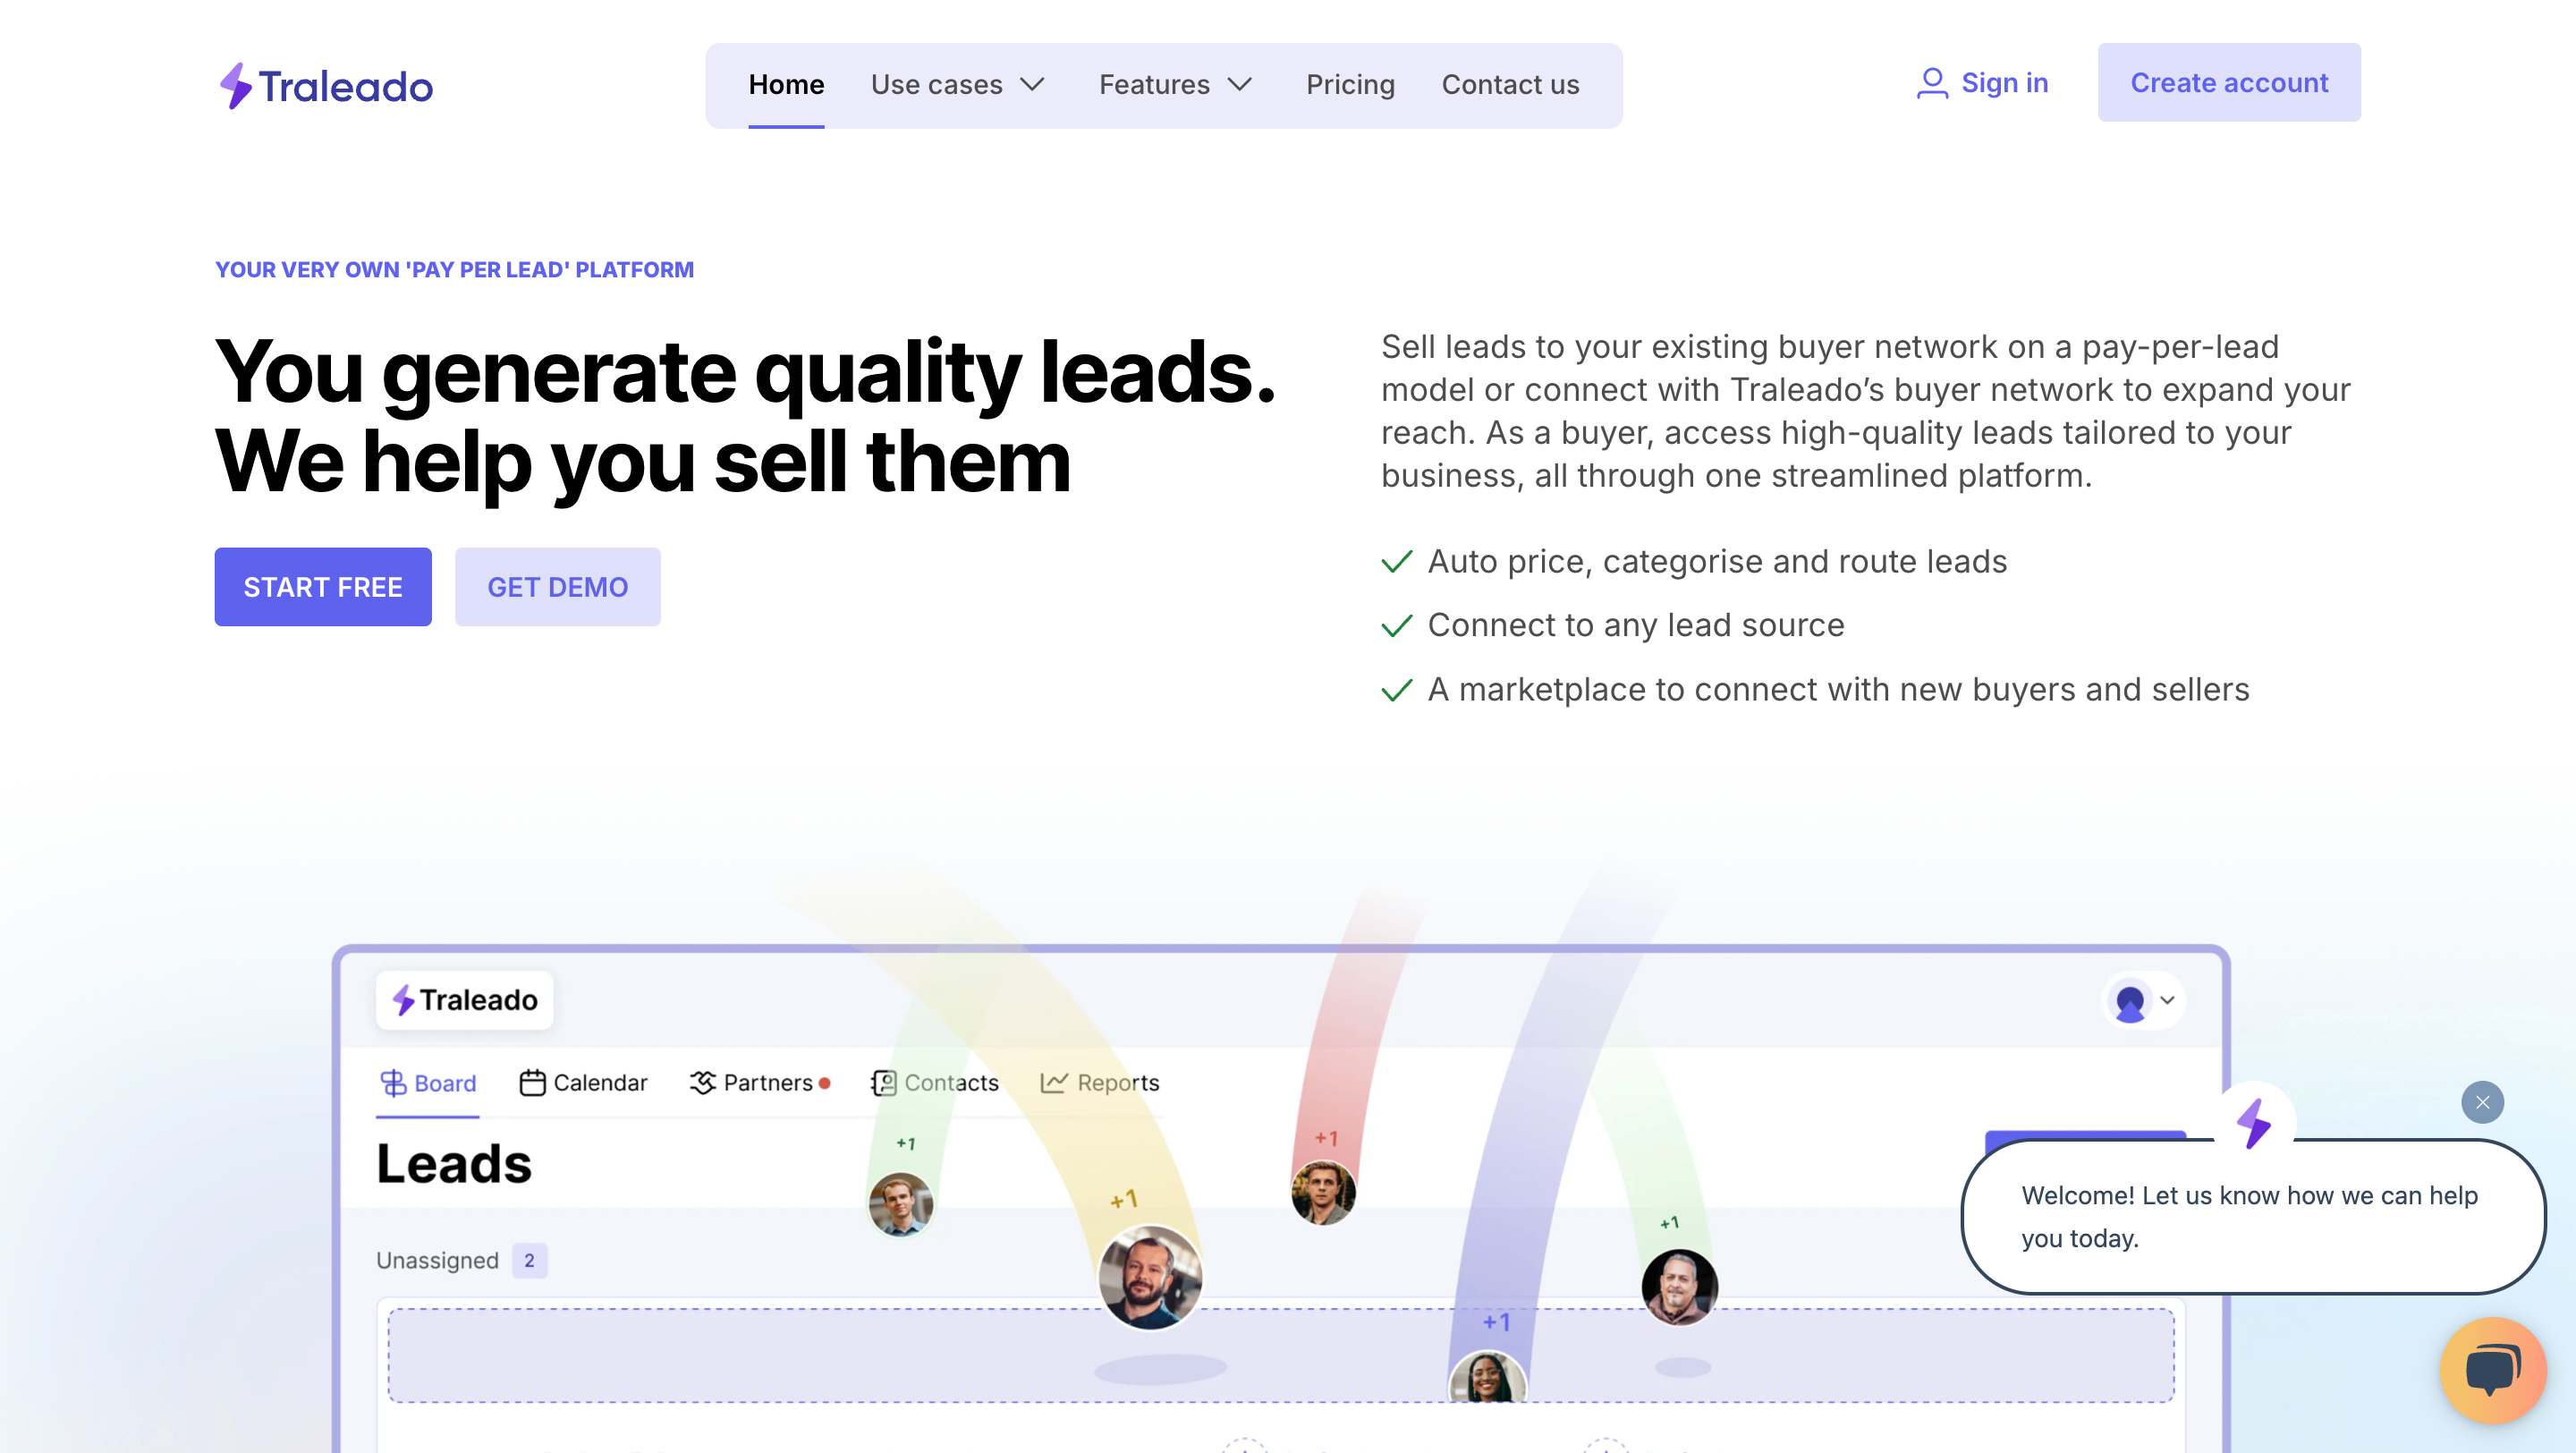 Traleado
Home
Use cases
Features
Pricing
Contact us
Sign in
Create account
YOUR VERY OWN 'PAY PER LEAD' PLATFORM
You generate quality leads.
We help you sell them
START FREE
GET DEMO
Sell leads to your existing buyer network on a pay-per-lead
model or connect with Traleado’s buyer network to expand your
reach. As a buyer, access high-quality leads tailored to your
business, all through one streamlined platform.
Auto price, categorise and route leads
Connect to any lead source
A marketplace to connect with new buyers and sellers
Traleado
Board
Calendar
Partners
Contacts
Reports
Leads
+1
+1
+1
+1
+1
Unassigned
2
Welcome! Let us know how we can help
you today.